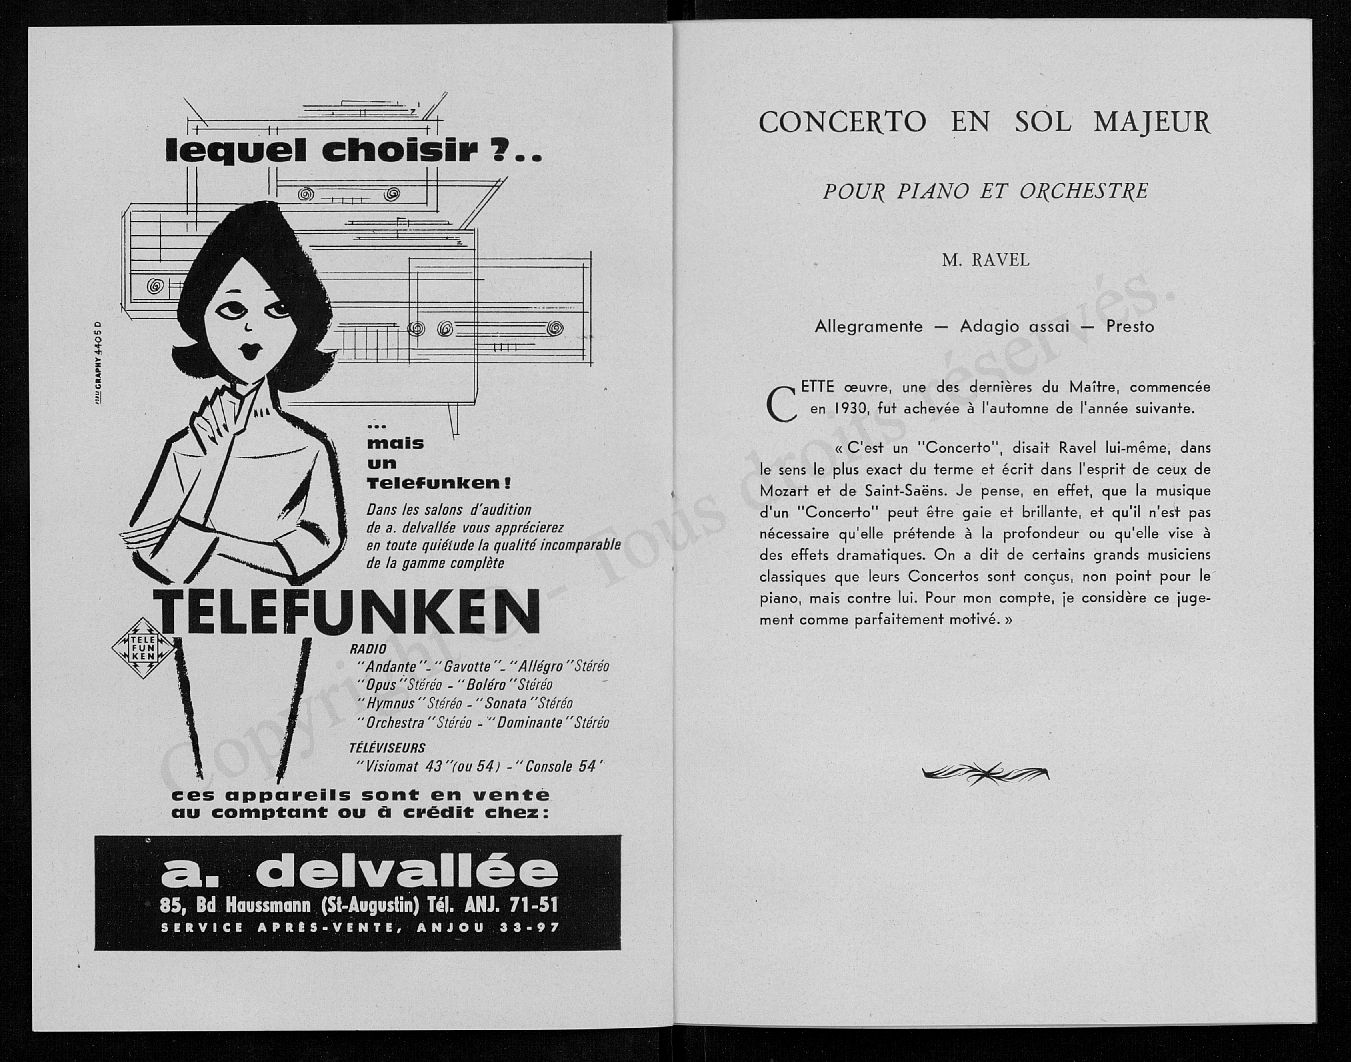 lequel choisir ?..
GRAPHY 4405 D
...
mais
un
Telefunken !
Dans les salons d'audition
de a. delvallée vous apprécierez
en toute quiétude la qualité incomparable
de la gamme complète
TELEFUNKEN
TELE
FUN
KEN
RADIO
"Andante"_"Gavotte"_"Allégro" Stéréo
"Opus" Stéréo - "Boléro" Stéréo
"Hymnus" Stéréo - "Sonata" Stéréo
"Orchestra" Stéréo - "Dominante" Stéréo
TÉLÉVISEURS
"Visiomat 43" (ou 54) - "Console 54'
ces appareils sont en vente
au comptant ou à crédit chez :
a. delvallée
85, Bd Haussmann (St-Augustin) Tél. ANJ. 71-51
SERVICE APRÈS-VENTE, ANJOU 33-97
CONCERTO EN SOL MAJEUR
POUR PIANO ET ORCHESTRE
M. RAVEL
Allegramente — Adagio assai — Presto
CETTE œuvre, une des dernières du Maître, commencée
en 1930, fut achevée à l'automne de l'année suivante.
« C'est un "Concerto", disait Ravel lui-même, dans
le sens le plus exact du terme et écrit dans l'esprit de ceux de
Mozart et de Saint-Saëns. Je pense, en effet, que la musique
d'un "Concerto" peut être gaie et brillante, et qu'il n'est pas
nécessaire qu'elle prétende à la profondeur ou qu'elle vise à
des effets dramatiques. On a dit de certains grands musiciens
classiques que leurs Concertos sont conçus, non point pour le
piano, mais contre lui. Pour mon compte, je considère ce juge-
ment comme parfaitement motivé. »
Copyright © - Tous droits réservés.